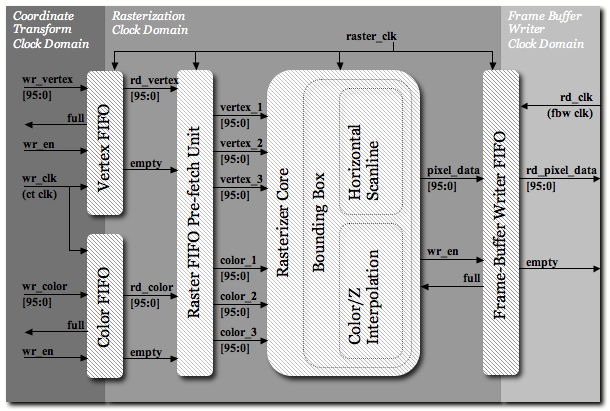 Coordinate
Transform
Clock Domain
Rasterization
Clock Domain
Frame Buffer
Writer
Clock Domain
raster_clk
wr_vertex
[95:0]
full
wr_en
wr_clk
(ct clk)
wr_color
[95:0]
full
wr_en
Vertex FIFO
Color FIFO
rd_vertex
[95:0]
empty
rd_color
[95:0]
empty
Raster FIFO Pre-fetch Unit
vertex_1
[95:0]
vertex_2
[95:0]
vertex_3
[95:0]
color_1
[95:0]
color_2
[95:0]
color_3
[95:0]
Rasterizer Core
Bounding Box
Horizontal
Scanline
Color/Z
Interpolation
pixel_data
[95:0]
wr_en
full
Frame-Buffer Writer FIFO
rd_clk
(fbw clk)
rd_pixel_data
[95:0]
empty